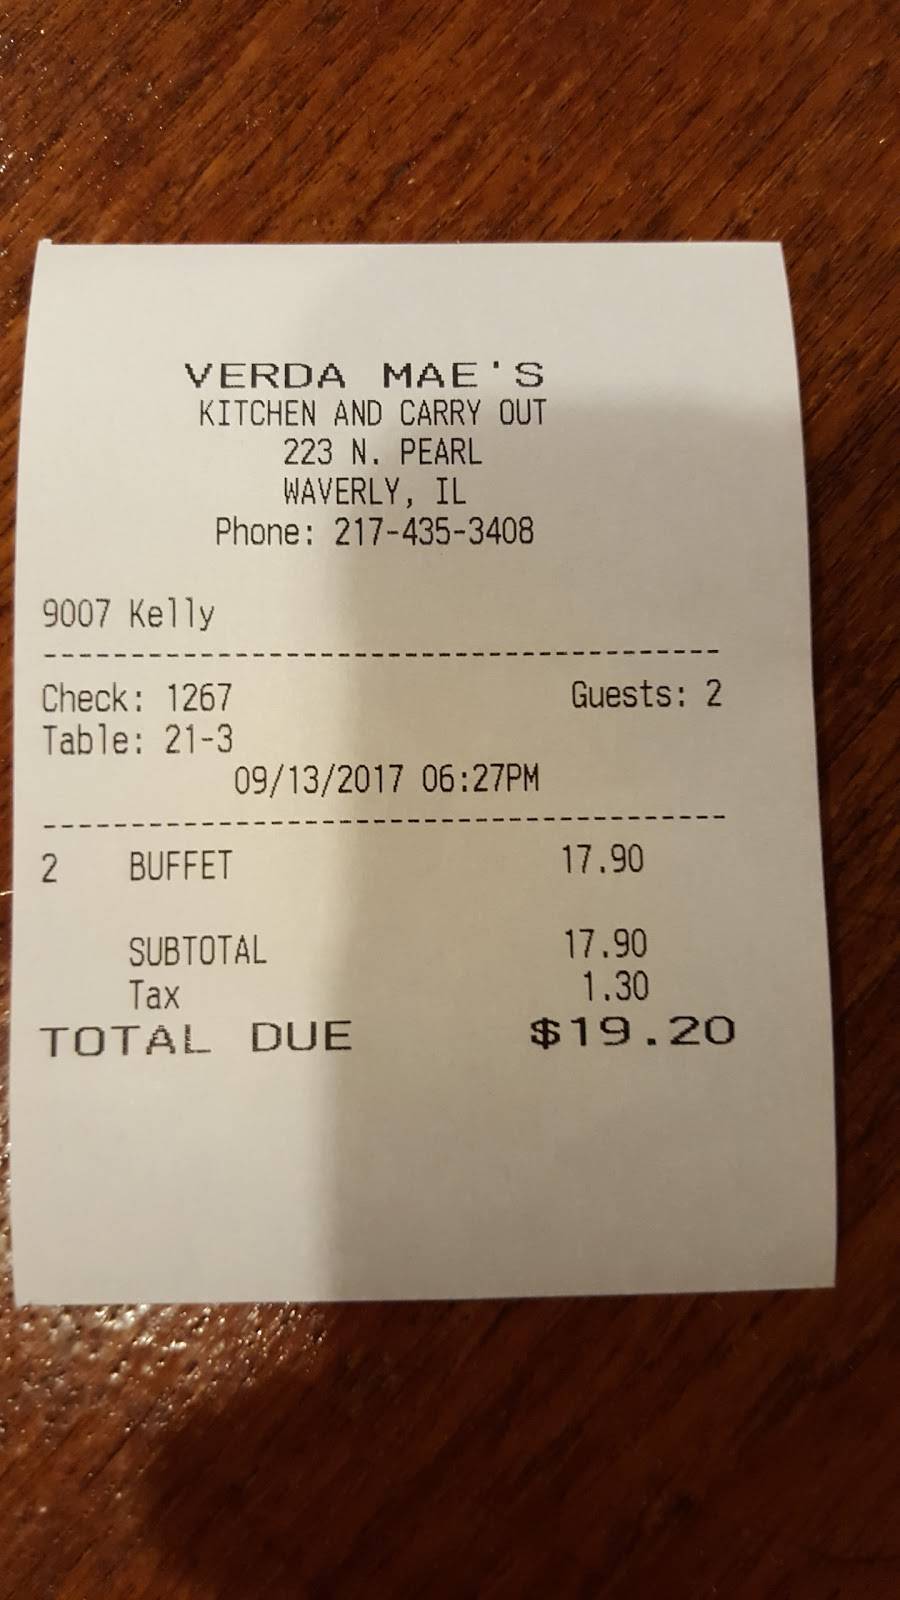 VERDA MAE'S
KITCHEN AND CARRY OUT
223 N. PEARL
WAVERLY, IL
Phone: 217-435-3408
9007 Kelly
----------------------------------------
Check: 1267 Guests: 2
Table: 21-3
09/13/2017 06:27PM
----------------------------------------
2 BUFFET 17.90
SUBTOTAL 17.90
Tax 1.30
TOTAL DUE $19.20